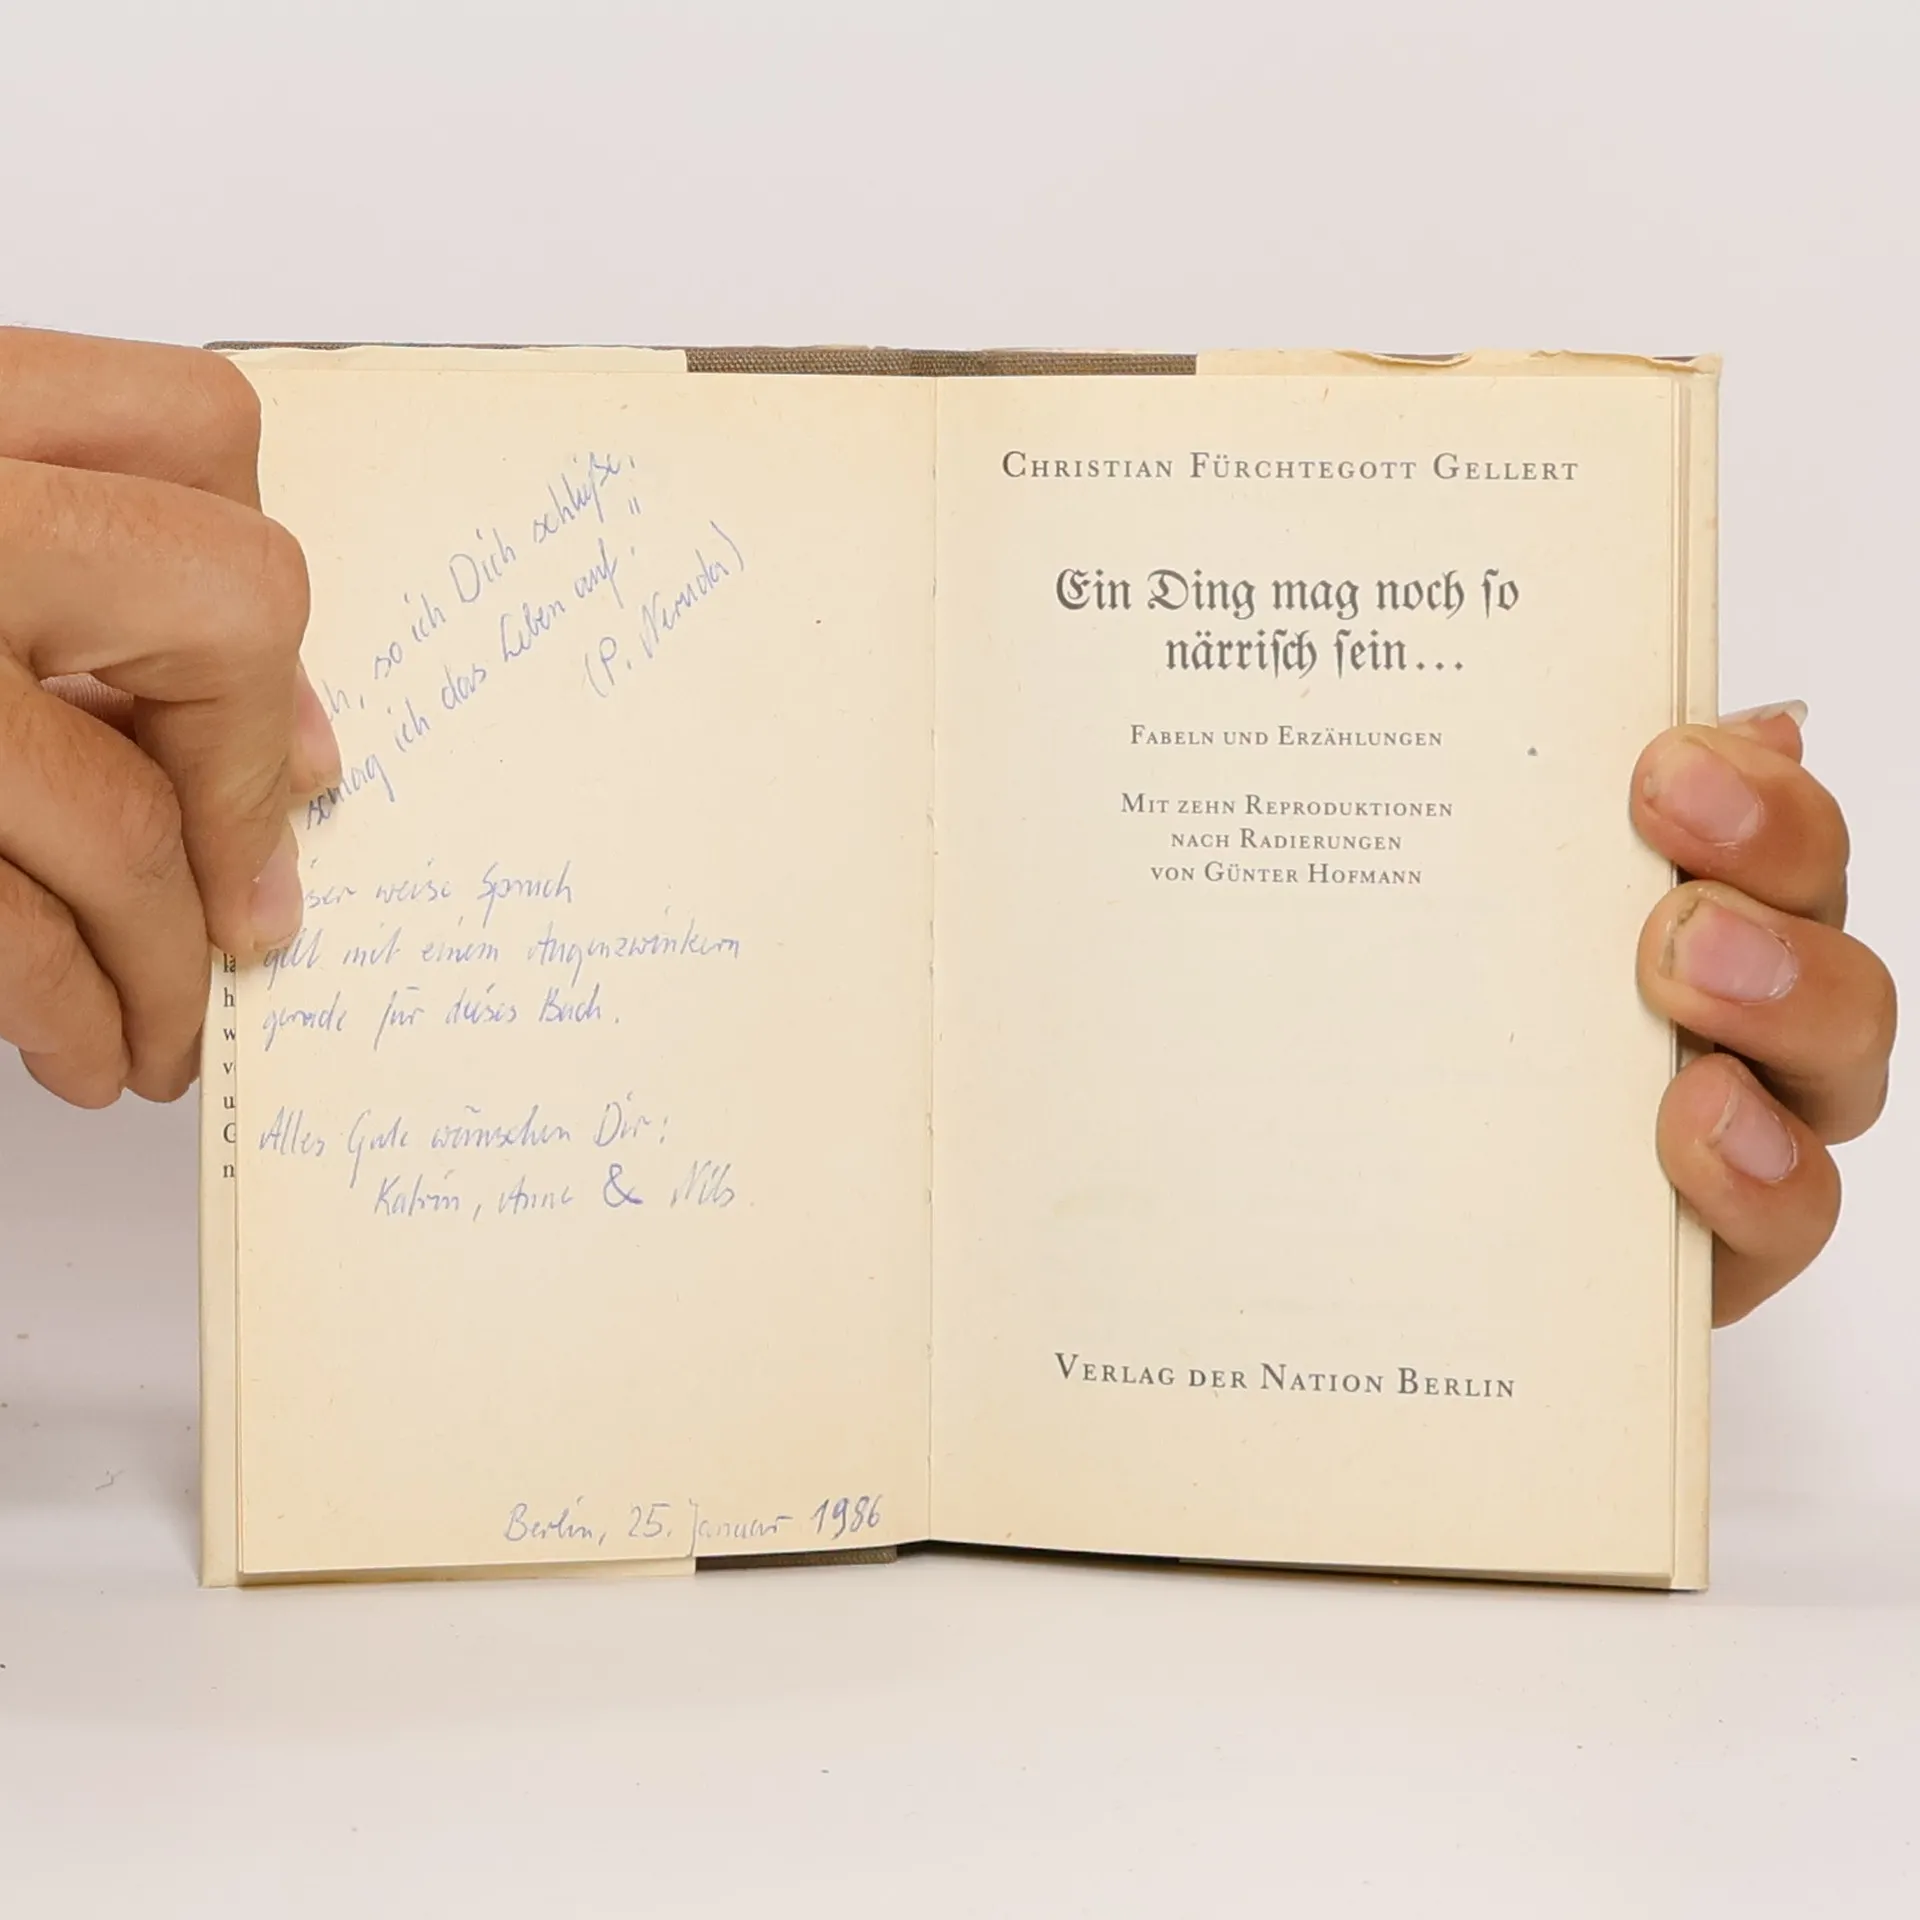 so ich Dich schließe,
schlag ich das Leben auf."
(P. Neruda)
weise Spruch
gilt mit einem Augenzwinkern
gerade für dieses Buch.
Alles Gute wünschen Dir:
Katrin, Anne & Nils.
Berlin, 25. Januar 1986
h
w
v
u
G
n
CHRISTIAN FÜRCHTEGOTT GELLERT
Ein Ding mag noch ſo
närriſch ſein...
FABELN UND ERZÄHLUNGEN
MIT ZEHN REPRODUKTIONEN
NACH RADIERUNGEN
VON GÜNTER HOFMANN
VERLAG DER NATION BERLIN